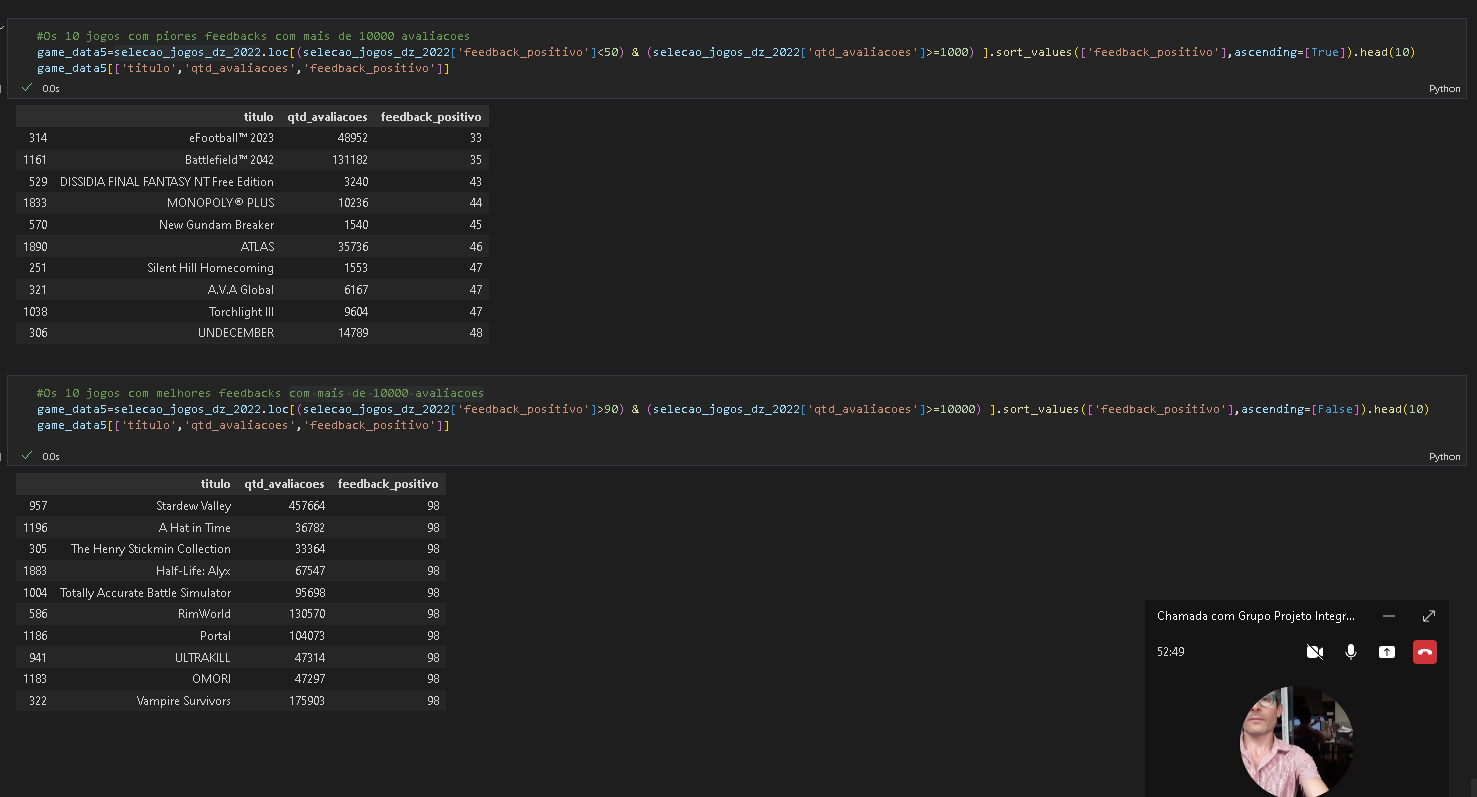 #Os 10 jogos com piores feedbacks com mais de 10000 avaliacoes
game_data5=selecao_jogos_dz_2022.loc[(selecao_jogos_dz_2022['feedback_positivo']<50) & (selecao_jogos_dz_2022['qtd_avaliacoes']>=1000) ].sort_values(['feedback_positivo'],ascending=[True]).head(10)
game_data5[['titulo','qtd_avaliacoes','feedback_positivo']]
0.0s
Python
titulo qtd_avaliacoes feedback_positivo
314 eFootball™ 2023 48952 33
1161 Battlefield™ 2042 131182 35
529 DISSIDIA FINAL FANTASY NT Free Edition 3240 43
1833 MONOPOLY® PLUS 10236 44
570 New Gundam Breaker 1540 45
1890 ATLAS 35736 46
251 Silent Hill Homecoming 1553 47
321 A.V.A Global 6167 47
1038 Torchlight III 9604 47
306 UNDECEMBER 14789 48
#Os 10 jogos com melhores feedbacks com mais de 10000 avaliacoes
game_data5=selecao_jogos_dz_2022.loc[(selecao_jogos_dz_2022['feedback_positivo']>90) & (selecao_jogos_dz_2022['qtd_avaliacoes']>=10000) ].sort_values(['feedback_positivo'],ascending=[False]).head(10)
game_data5[['titulo','qtd_avaliacoes','feedback_positivo']]
0.0s
Python
titulo qtd_avaliacoes feedback_positivo
957 Stardew Valley 457664 98
1196 A Hat in Time 36782 98
305 The Henry Stickmin Collection 33364 98
1883 Half-Life: Alyx 67547 98
1004 Totally Accurate Battle Simulator 95698 98
586 RimWorld 130570 98
1186 Portal 104073 98
941 ULTRAKILL 47314 98
1183 OMORI 47297 98
322 Vampire Survivors 175903 98
Chamada com Grupo Projeto Integr...
52:49